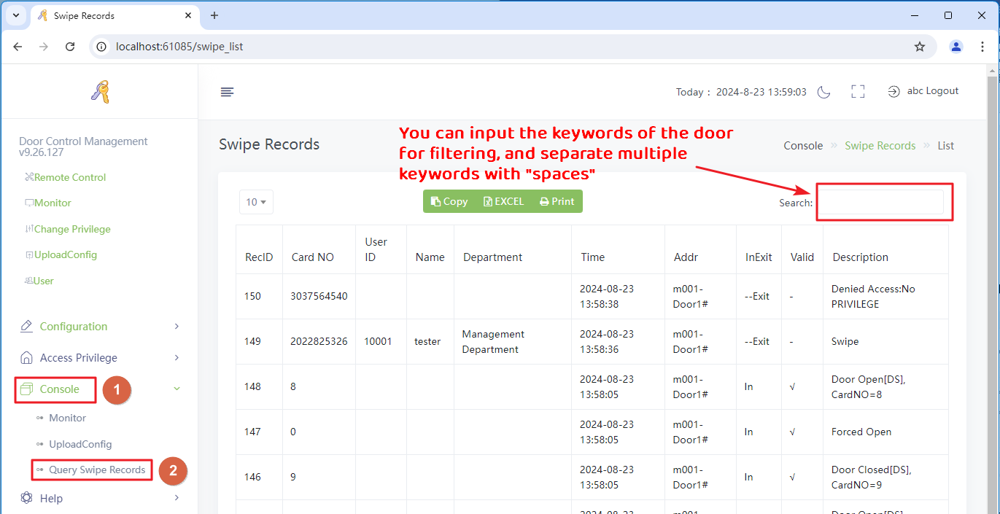 Swipe Records
localhost:61085/swipe_list
Today : 2024-8-23 13:59:03
abc Logout
Door Control Management
v9.26.127
Remote Control
Monitor
Change Privilege
UploadConfig
User
Configuration
Access Privilege
Console
1
Monitor
UploadConfig
Query Swipe Records
2
Help
Swipe Records
You can input the keywords of the door
for filtering, and separate multiple
keywords with "spaces"
Console » Swipe Records » List
10
Copy EXCEL Print
Search:
RecID Card NO User ID Name Department Time Addr InExit Valid Description
150 3037564540 2024-08-23 13:58:38 m001-Door1# --Exit - Denied Access:No PRIVILEGE
149 2022825326 10001 tester Management Department 2024-08-23 13:58:36 m001-Door1# --Exit - Swipe
148 8 2024-08-23 13:58:05 m001-Door1# In √ Door Open[DS], CardNO=8
147 0 2024-08-23 13:58:05 m001-Door1# In √ Forced Open
146 9 2024-08-23 13:58:05 m001-Door1# In √ Door Closed[DS], CardNO=9